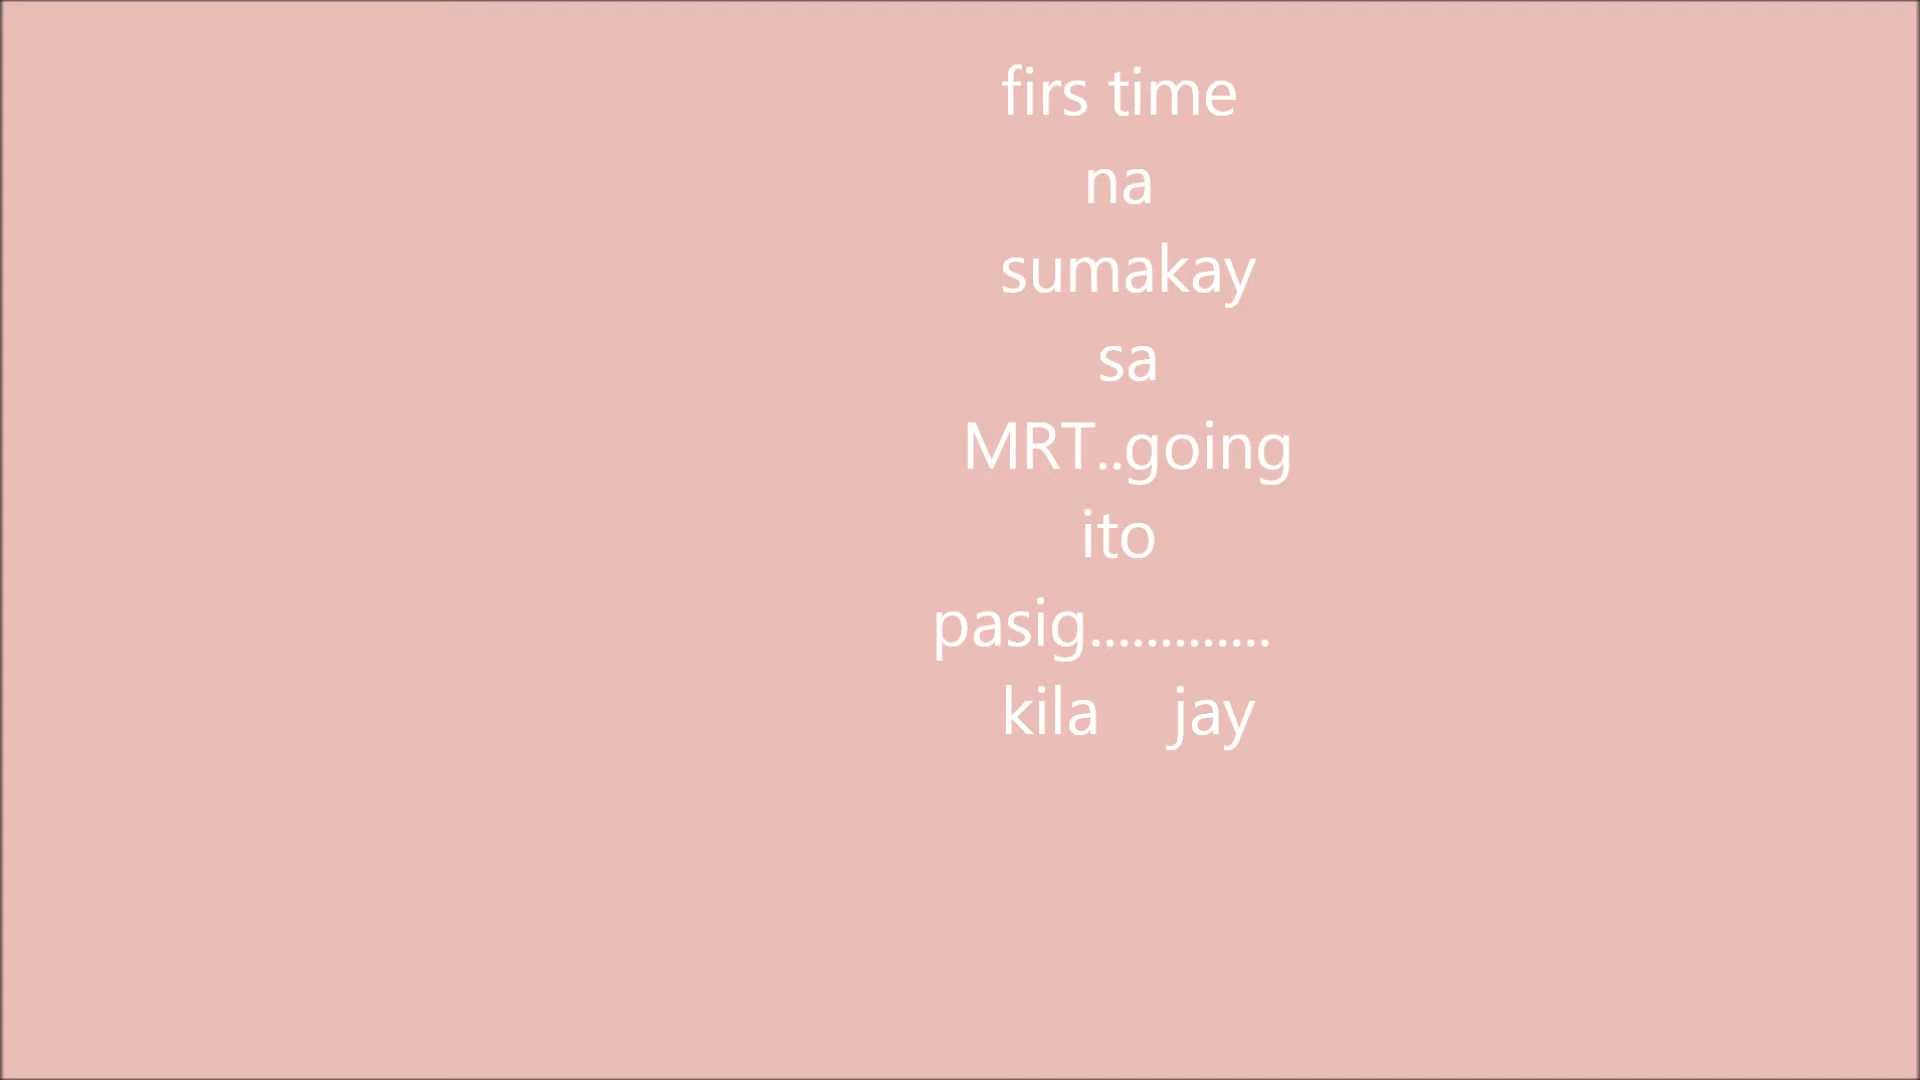 firs time
na
sumakay
sa
MRT..going
ito
pasig.............
kila    jay